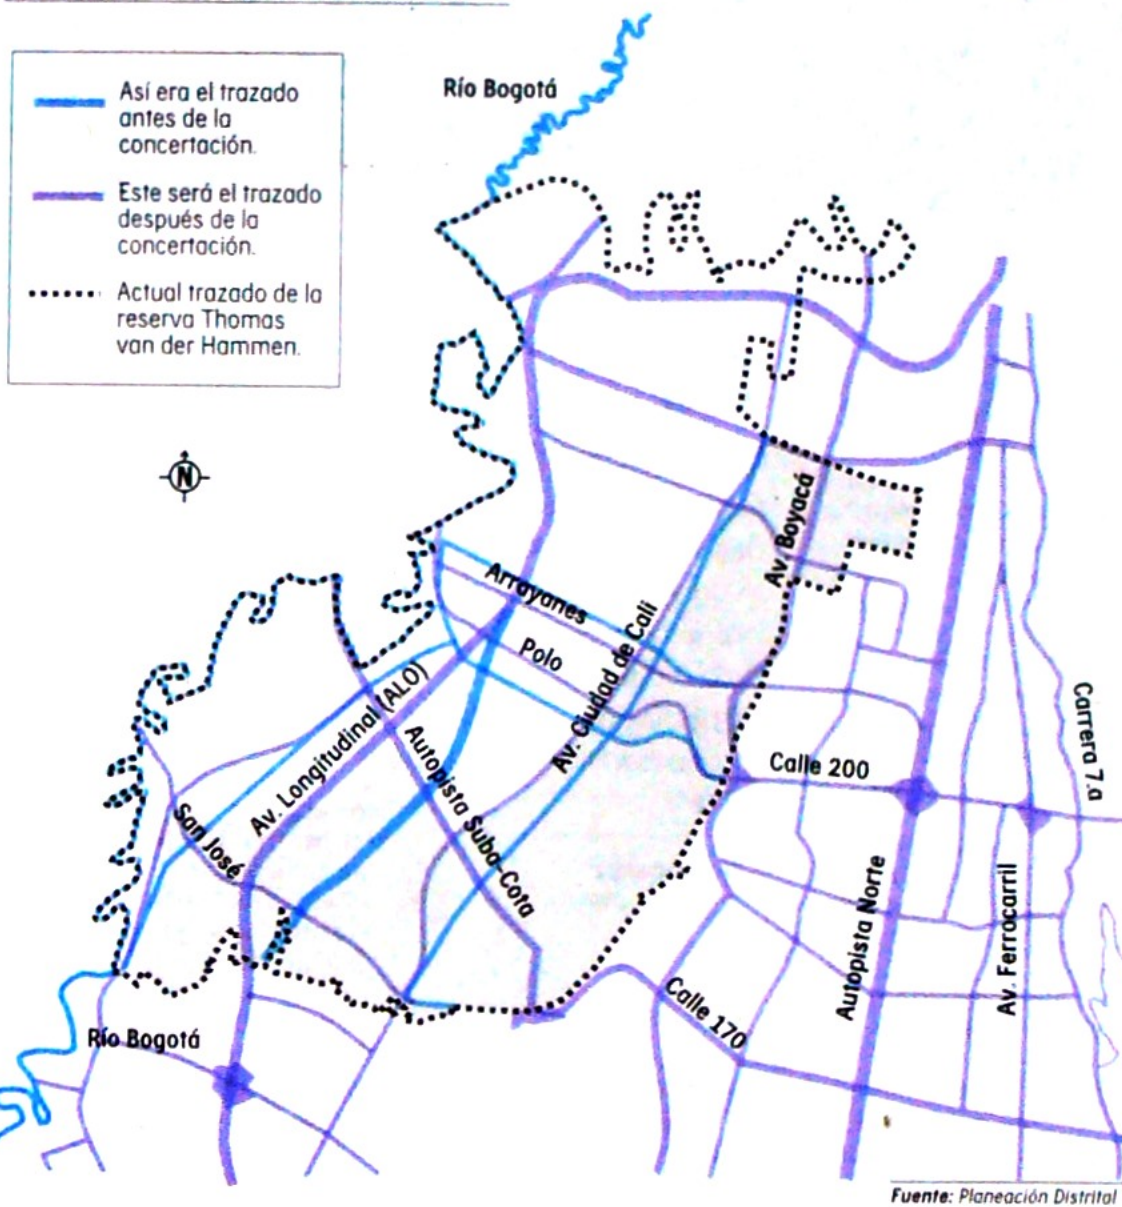 Así era el trazado
antes de la
concertación.
Este será el trazado
después de la
concertación.
Actual trazado de la
reserva Thomas
van der Hammen.
Río Bogotá
N
Av. Boyacá
Arrayanes
Polo
Av. Ciudad de Cali
Av. Longitudinal (ALO)
Autopista Suba-Cota
San José
Calle 200
Carrera 7.a
Autopista Norte
Av. Ferrocarril
Calle 170
Río Bogotá
Fuente: Planeación Distrital